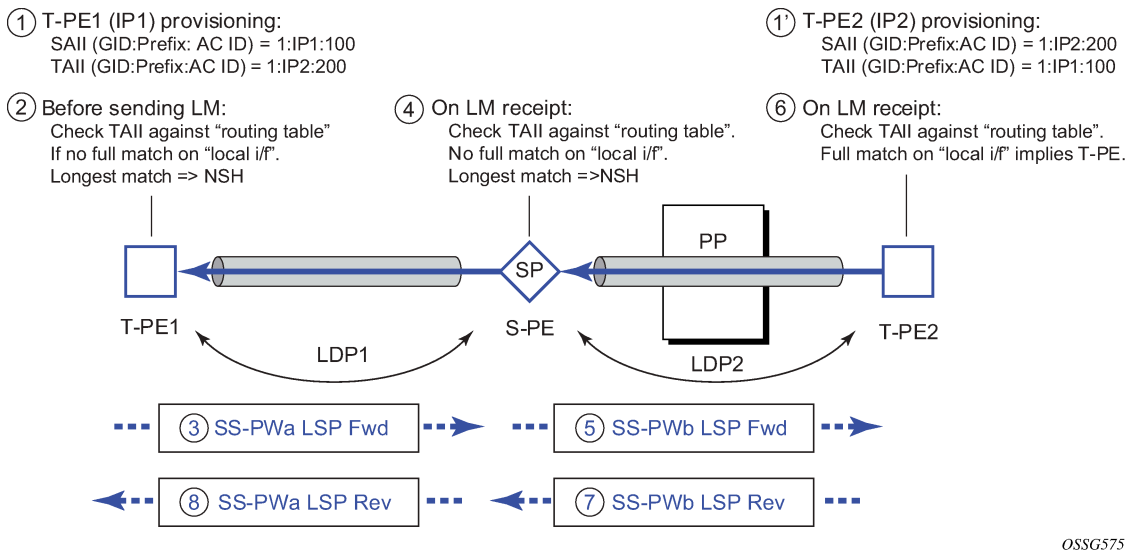 1 T-PE1 (IP1) provisioning:
SAII (GID:Prefix: AC ID) = 1:IP1:100
TAII (GID:Prefix:AC ID) = 1:IP2:200
1' T-PE2 (IP2) provisioning:
SAII (GID:Prefix:AC ID) = 1:IP2:200
TAII (GID:Prefix:AC ID) = 1:IP1:100
2 Before sending LM:
Check TAII against “routing table”
If no full match on “local i/f”.
Longest match => NSH
4 On LM receipt:
Check TAII against “routing table”.
No full match on “local i/f”.
Longest match =>NSH
6 On LM receipt:
Check TAII against “routing table”.
Full match on “local i/f” implies T-PE.
PP
SP
T-PE1
S-PE
T-PE2
LDP1
LDP2
3 SS-PWa LSP Fwd
5 SS-PWb LSP Fwd
8 SS-PWa LSP Rev
7 SS-PWb LSP Rev
OSSG575